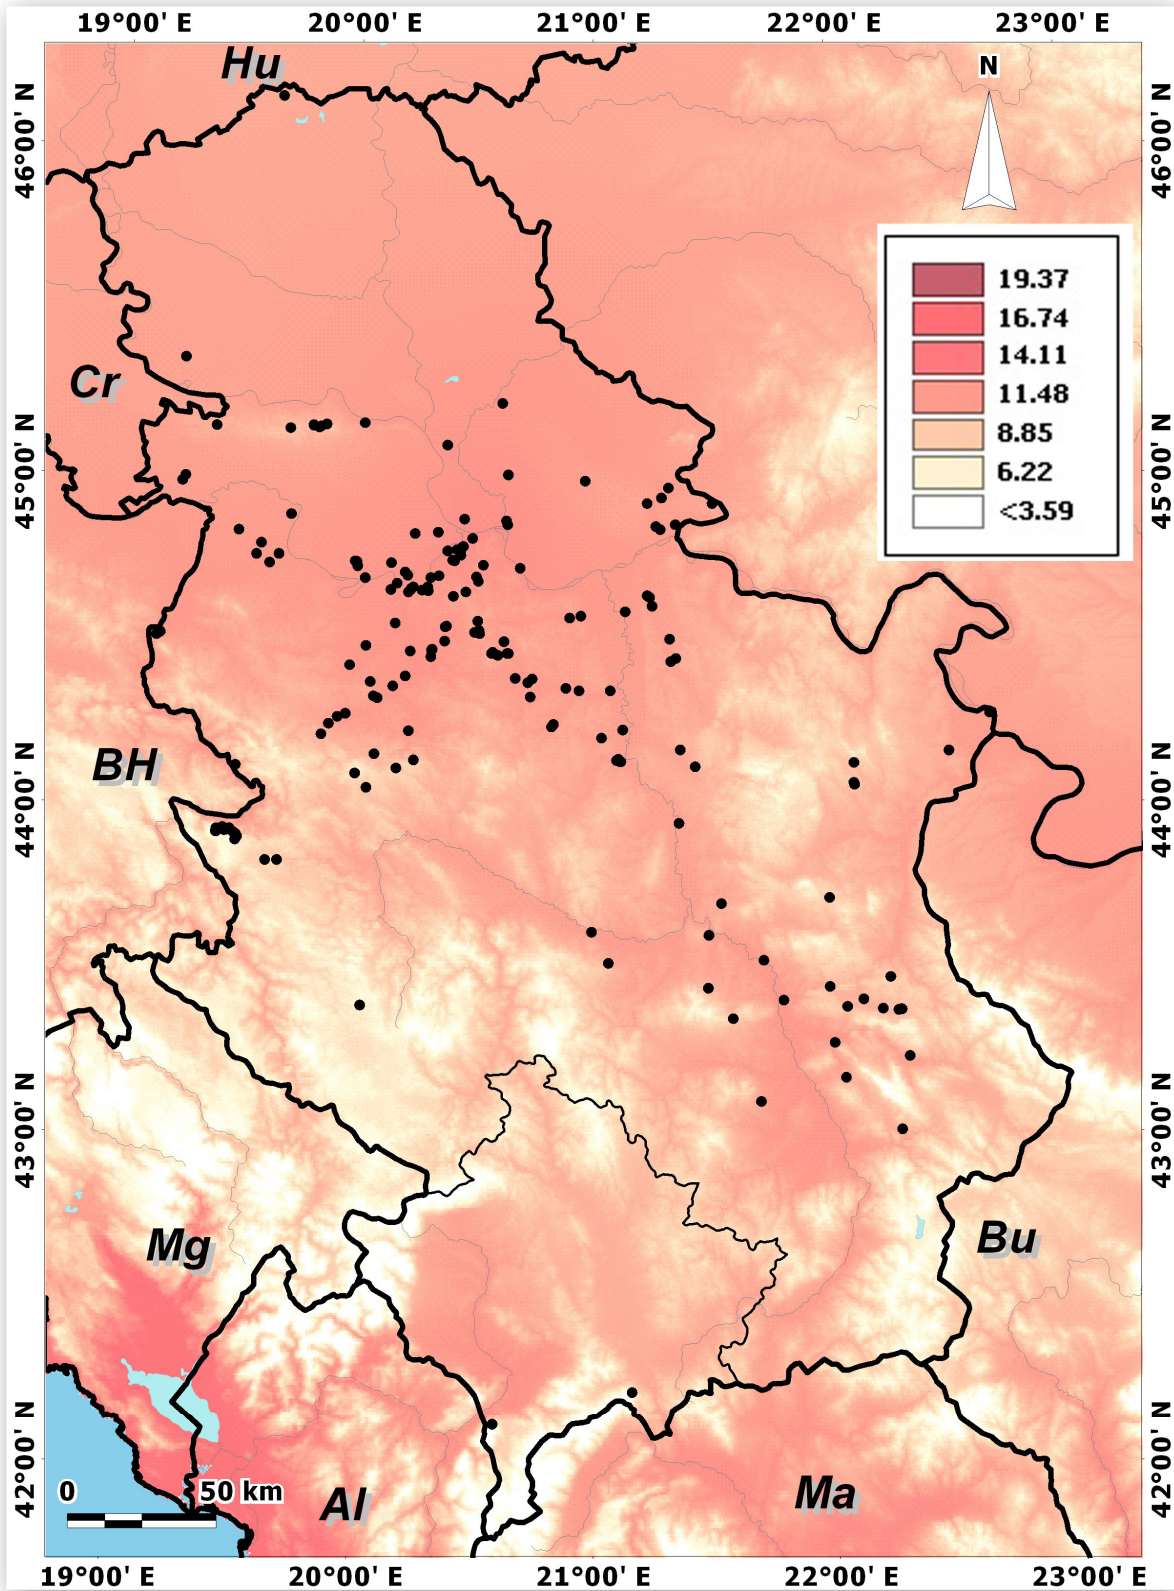 19°00' E 20°00' E 21°00' E 22°00' E 23°00' E
Hu
N
46°00' N 46°00' N
19.37
16.74
14.11
11.48
8.85
6.22
<3.59
Cr
45°00' N 45°00' N
BH
44°00' N 44°00' N
43°00' N 43°00' N
Mg
Bu
42°00' N 42°00' N
0 50 km
Al
Ma
19°00' E 20°00' E 21°00' E 22°00' E 23°00' E